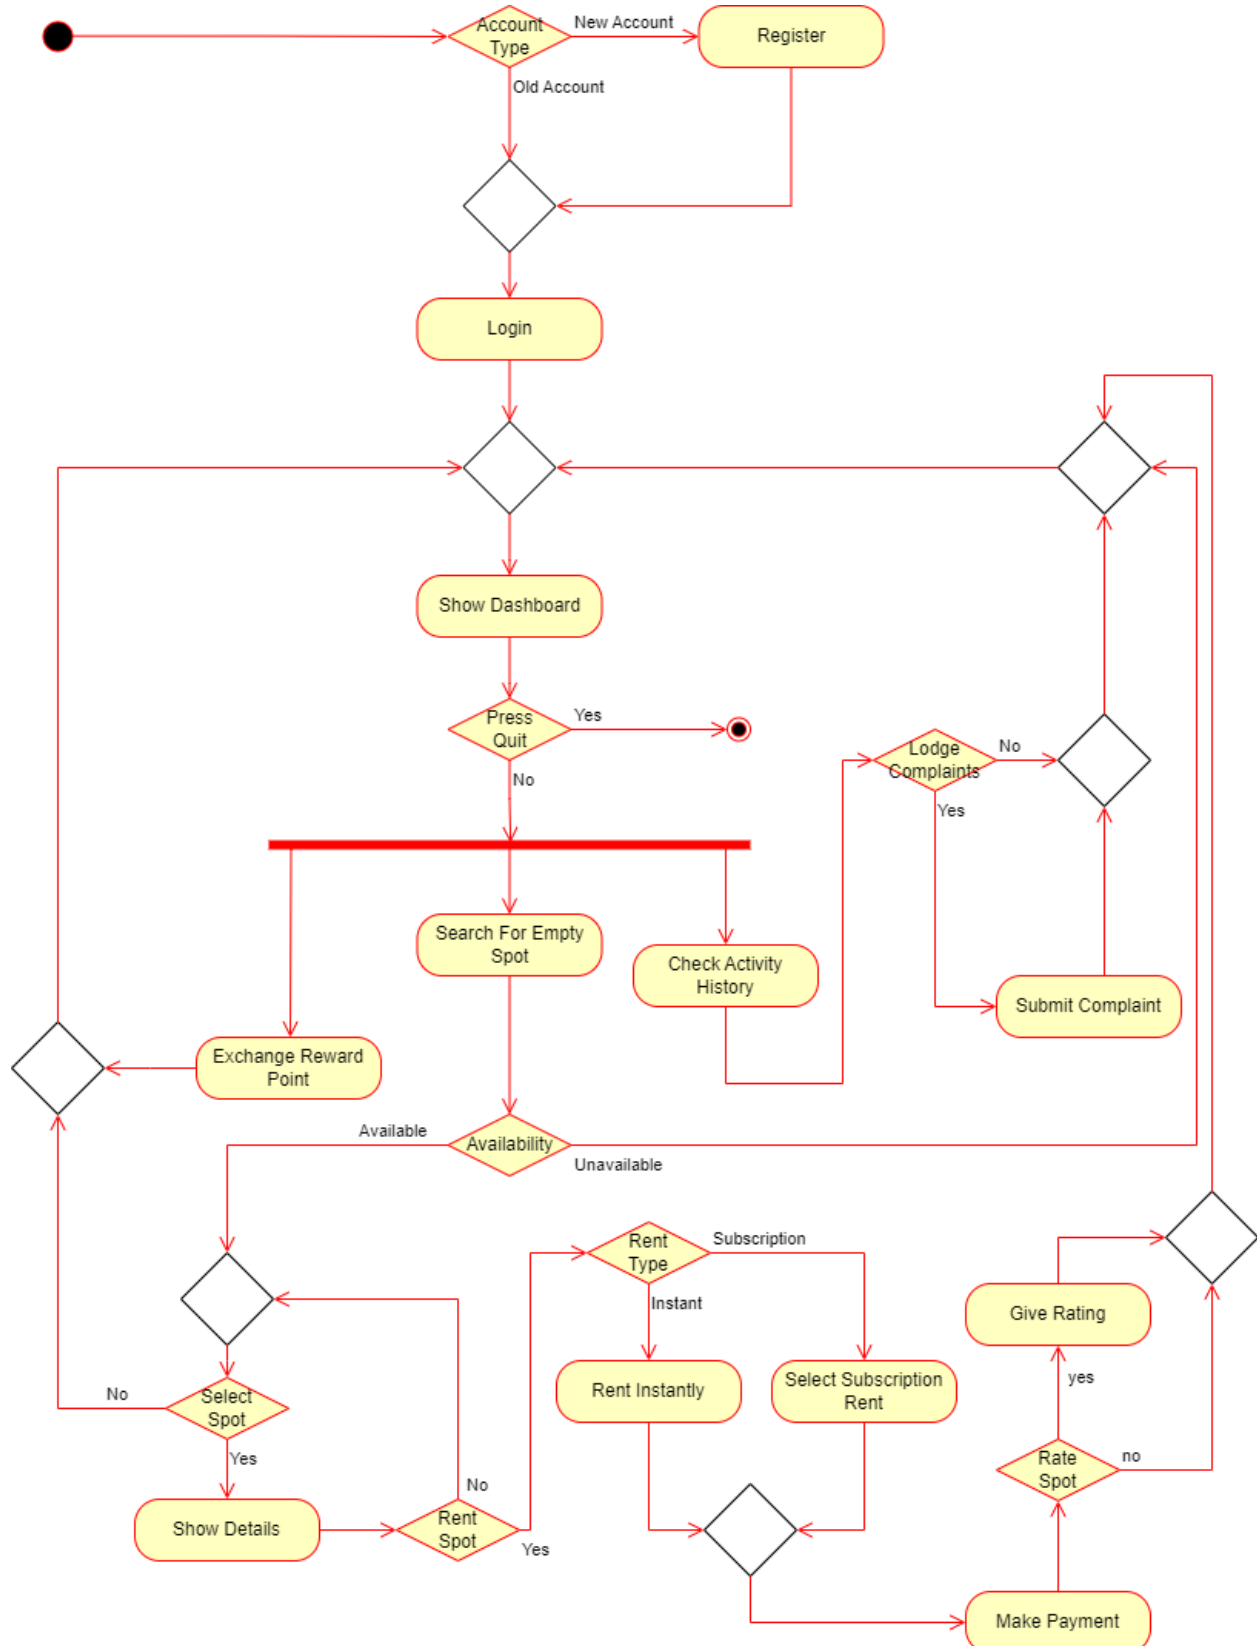 Account
Type
New Account
Register
Old Account
Login
Show Dashboard
Press
Quit
Yes
No
Lodge
Complaints
No
Yes
Search For Empty
Spot
Check Activity
History
Submit Complaint
Exchange Reward
Point
Available
Availability
Unavailable
Rent
Type
Subscription
Instant
Give Rating
Rent Instantly
Select Subscription
Rent
yes
No
Select
Spot
Yes
Rate
Spot
no
No
Show Details
Rent
Spot
Yes
Make Payment